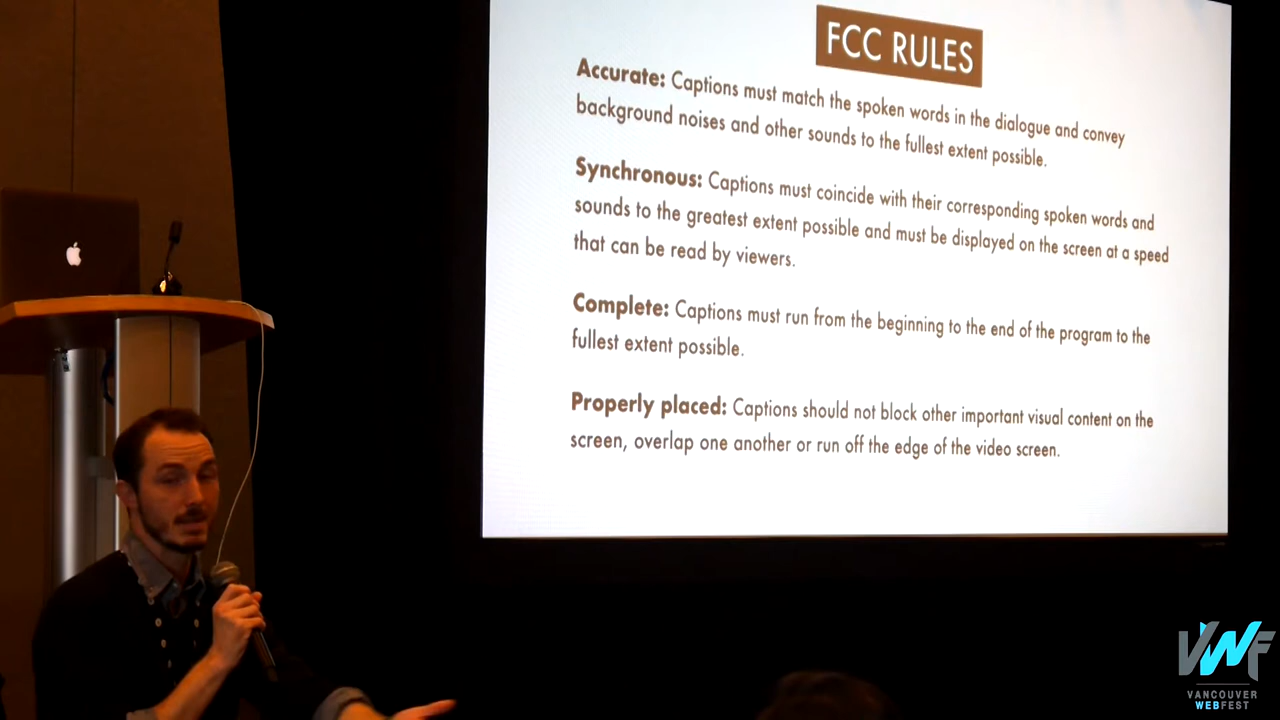 FCC RULES
Accurate: Captions must match the spoken words in the dialogue and convey
background noises and other sounds to the fullest extent possible.
Synchronous: Captions must coincide with their corresponding spoken words and
sounds to the greatest extent possible and must be displayed on the screen at a speed
that can be read by viewers.
Complete: Captions must run from the beginning to the end of the program to the
fullest extent possible.
Properly placed: Captions should not block other important visual content on the
screen, overlap one another or run off the edge of the video screen.
VWF
VANCOUVER
WEBFEST